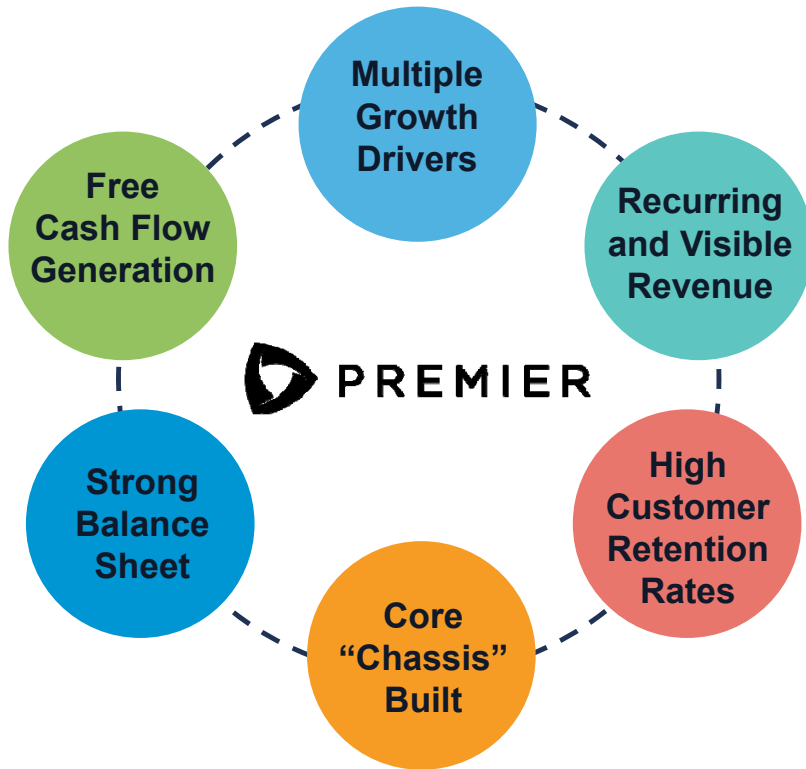 Multiple
Growth
Drivers
Free
Cash Flow
Generation
Recurring
and Visible
Revenue
PREMIER
Strong
Balance
Sheet
High
Customer
Retention
Rates
Core
“Chassis”
Built